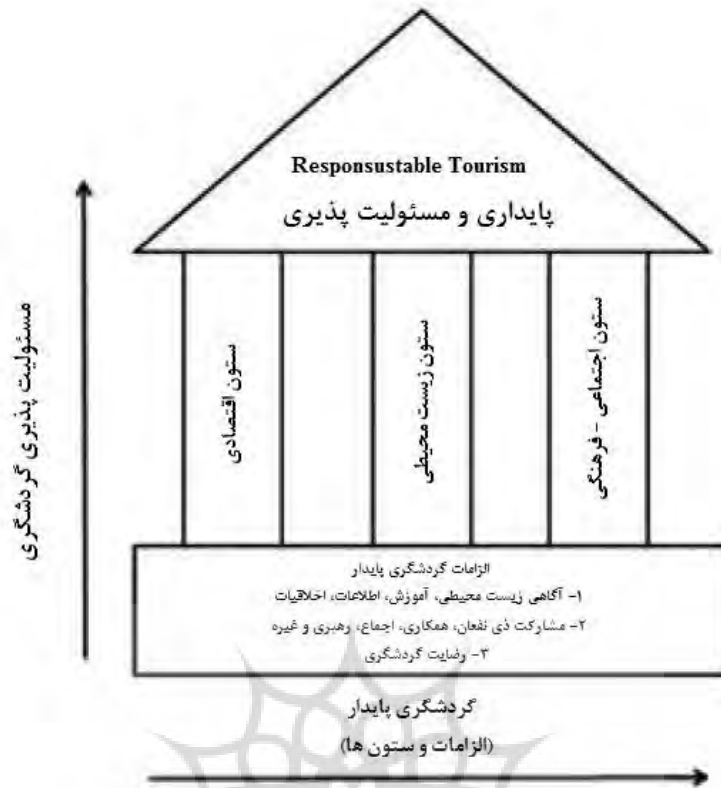 Responsustable Tourism
پایداری و مسئولیت پذیری
مسئولیت پذیری گردشگری
ستون اجتماعی - فرهنگی
ستون زیست محیطی
ستون اقتصادی
الزامات گردشگری پایدار
۱- آگاهی زیست محیطی، آموزش، اطلاعات، اخلاقیات
۲- مشارکت ذی نفعان، همکاری، اجماع، رهبری و غیره
۳- رضایت گردشگری
گردشگری پایدار
(الزامات و ستون ها)